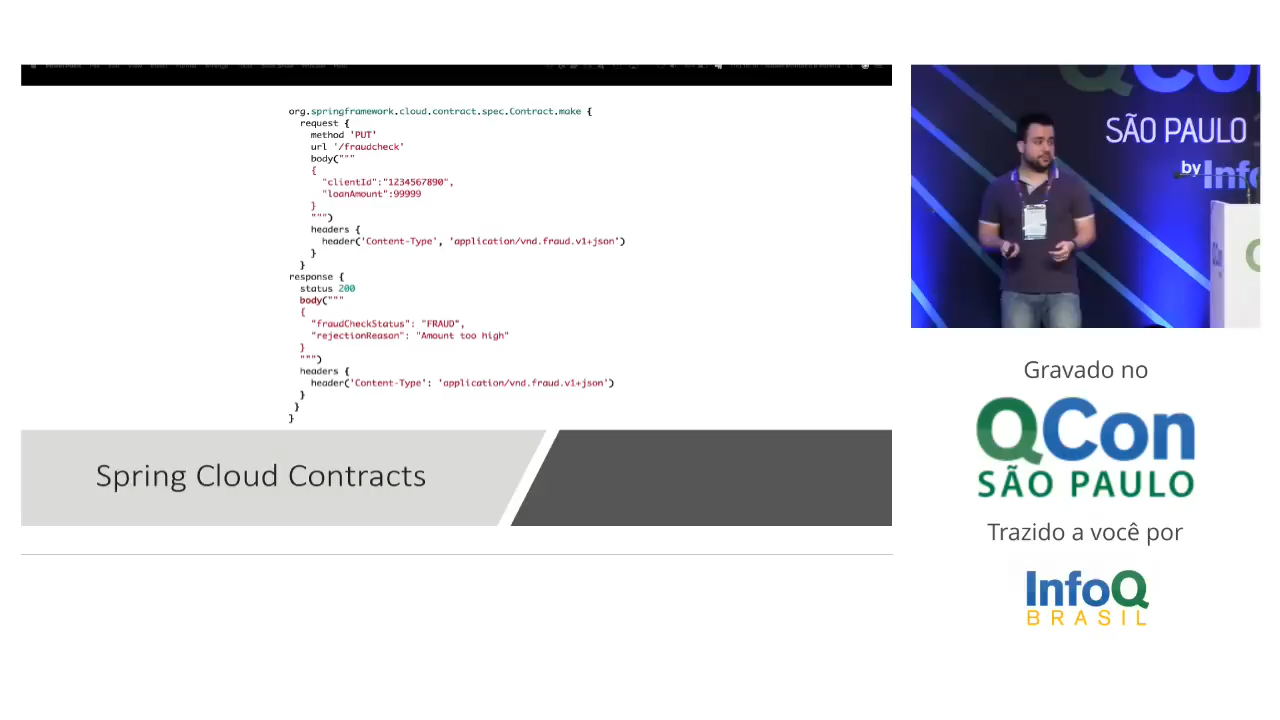 org.springframework.cloud.contract.spec.Contract.make {
request {
method 'PUT'
url '/fraudcheck'
body("""
{
"clientId":"1234567890",
"loanAmount":99999
}
""")
headers {
header('Content-Type', 'application/vnd.fraud.v1+json')
}
}
response {
status 200
body("""
{
"fraudCheckStatus": "FRAUD",
"rejectionReason": "Amount too high"
}
""")
headers {
header('Content-Type': 'application/vnd.fraud.v1+json')
}
}
}
Spring Cloud Contracts
QCon
SÃO PAULO
by Info
Gravado no
QCon
SÃO PAULO
Trazido a você por
InfoQ
BRASIL